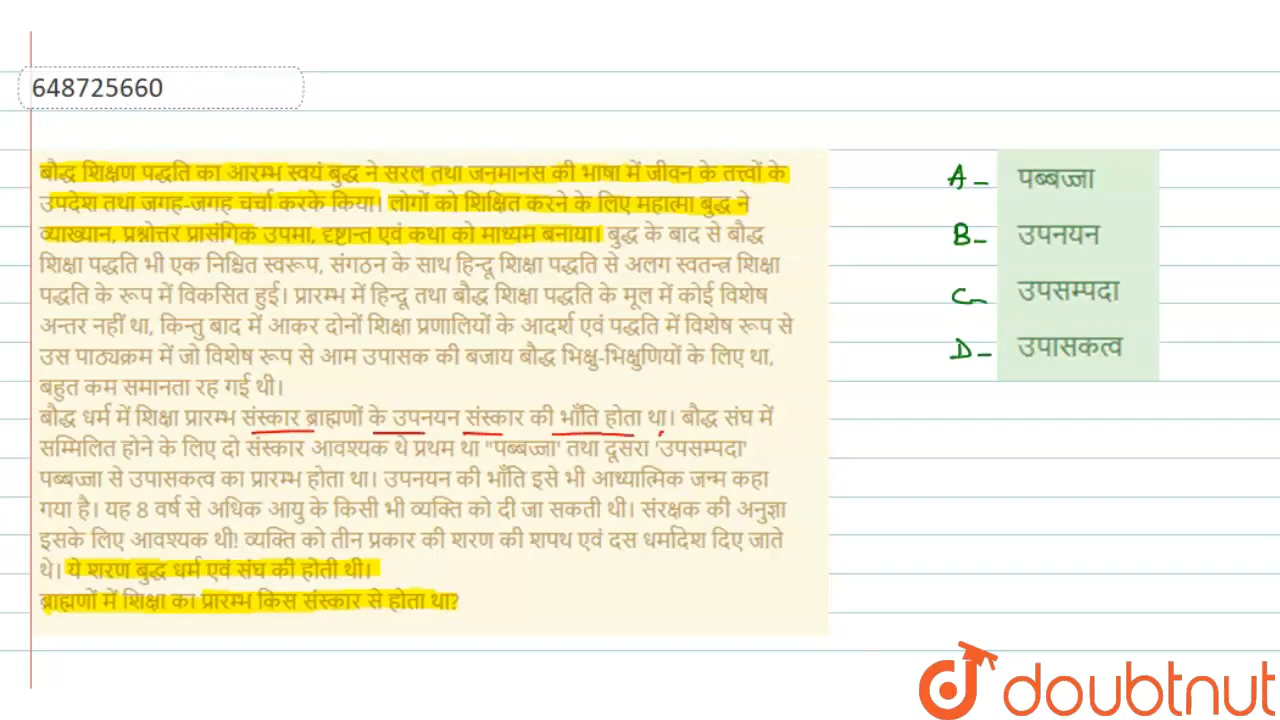 648725660
बौद्ध शिक्षण पद्धति का आरम्भ स्वयं बुद्ध ने सरल तथा जनमानस की भाषा में जीवन के तत्त्वों के
उपदेश तथा जगह-जगह चर्चा करके किया। लोगों को शिक्षित करने के लिए महात्मा बुद्ध ने
व्याख्यान, प्रश्नोत्तर प्रासंगिक उपमा, दृष्टान्त एवं कथा को माध्यम बनाया। बुद्ध के बाद से बौद्ध
शिक्षा पद्धति भी एक निश्चित स्वरूप, संगठन के साथ हिन्दू शिक्षा पद्धति से अलग स्वतन्त्र शिक्षा
पद्धति के रूप में विकसित हुई। प्रारम्भ में हिन्दू तथा बौद्ध शिक्षा पद्धति के मूल में कोई विशेष
अन्तर नहीं था, किन्तु बाद में आकर दोनों शिक्षा प्रणालियों के आदर्श एवं पद्धति में विशेष रूप से
उस पाठ्यक्रम में जो विशेष रूप से आम उपासक की बजाय बौद्ध भिक्षु-भिक्षुणियों के लिए था,
बहुत कम समानता रह गई थी।
बौद्ध धर्म में शिक्षा प्रारम्भ संस्कार ब्राह्मणों के उपनयन संस्कार की भाँति होता था। बौद्ध संघ में
सम्मिलित होने के लिए दो संस्कार आवश्यक थे प्रथम था "पब्बज्जा' तथा दूसरा 'उपसम्पदा'
पब्बज्जा से उपासकत्व का प्रारम्भ होता था। उपनयन की भाँति इसे भी आध्यात्मिक जन्म कहा
गया है। यह 8 वर्ष से अधिक आयु के किसी भी व्यक्ति को दी जा सकती थी। संरक्षक की अनुज्ञा
इसके लिए आवश्यक थी! व्यक्ति को तीन प्रकार की शरण की शपथ एवं दस धर्मादेश दिए जाते
थे। ये शरण बुद्ध धर्म एवं संघ की होती थी।
ब्राह्मणों में शिक्षा का प्रारम्भ किस संस्कार से होता था?
A - पब्बज्जा
B - उपनयन
C - उपसम्पदा
D - उपासकत्व
doubtnut